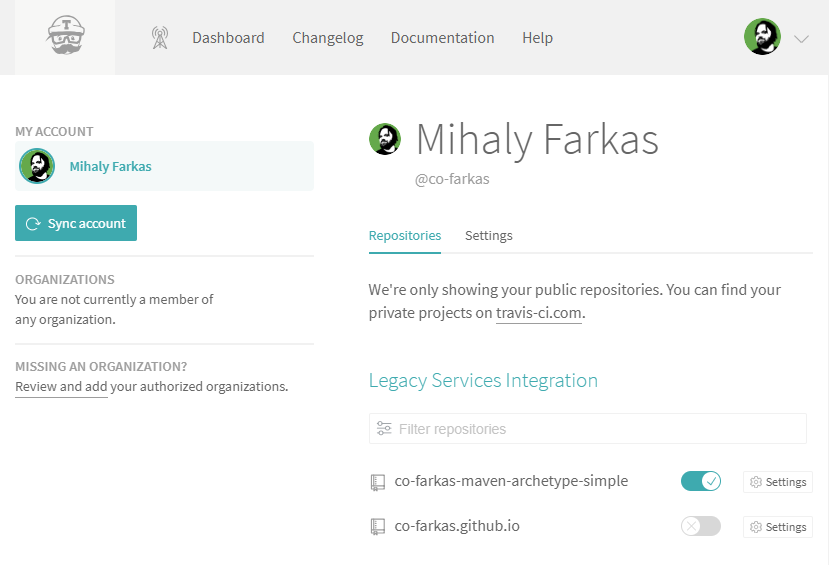 T
Dashboard Changelog Documentation Help
MY ACCOUNT
Mihaly Farkas
Sync account
ORGANIZATIONS
You are not currently a member of
any organization.
MISSING AN ORGANIZATION?
Review and add your authorized organizations.
Mihaly Farkas
@co-farkas
Repositories Settings
We're only showing your public repositories. You can find your
private projects on travis-ci.com.
Legacy Services Integration
Filter repositories
co-farkas-maven-archetype-simple Settings
co-farkas.github.io Settings